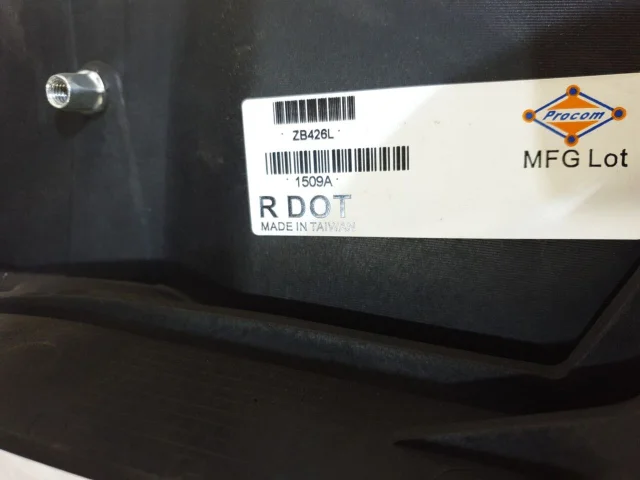 ZB426L
Procom
MFG Lot
1509A
R DOT
MADE IN TAIWAN